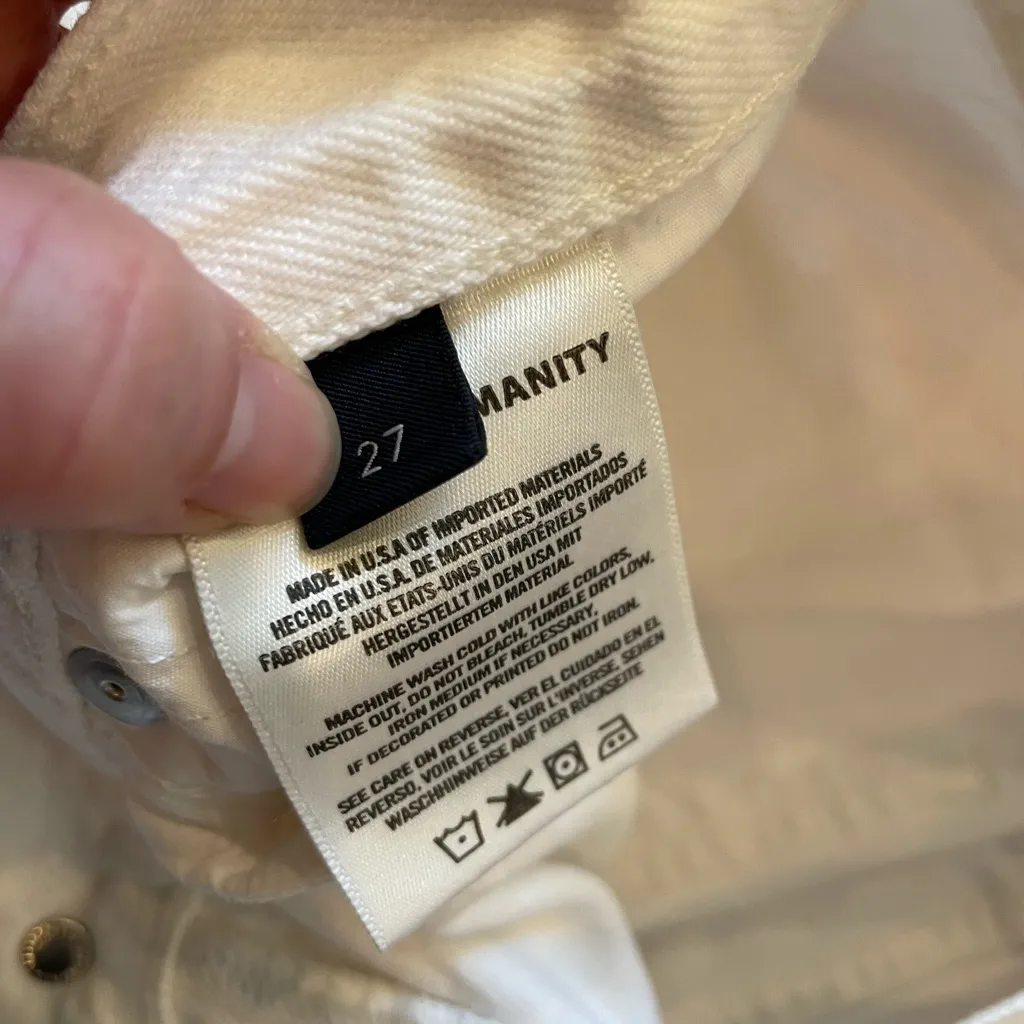 MANITY
27
MADE IN U.S.A OF IMPORTED MATERIALS
HECHO EN U.S.A. DE MATERIALES IMPORTADOS
FABRIQUÉ AUX ETATS-UNIS DU MATÉRIELS IMPORTÉ
HERGESTELLT IN DEN USA MIT
IMPORTIERTEM MATERIAL
MACHINE WASH COLD WITH LIKE COLORS,
INSIDE OUT, DO NOT BLEACH, TUMBLE DRY LOW.
IRON MEDIUM IF NECESSARY.
IF DECORATED OR PRINTED DO NOT IRON.
SEE CARE ON REVERSE, VER EL CUIDADO EN EL
REVERSO, VOIR LE SOIN SUR L'INVERSE, SEHEN
WASCHHINWEISE AUF DER RÜCKSEITE